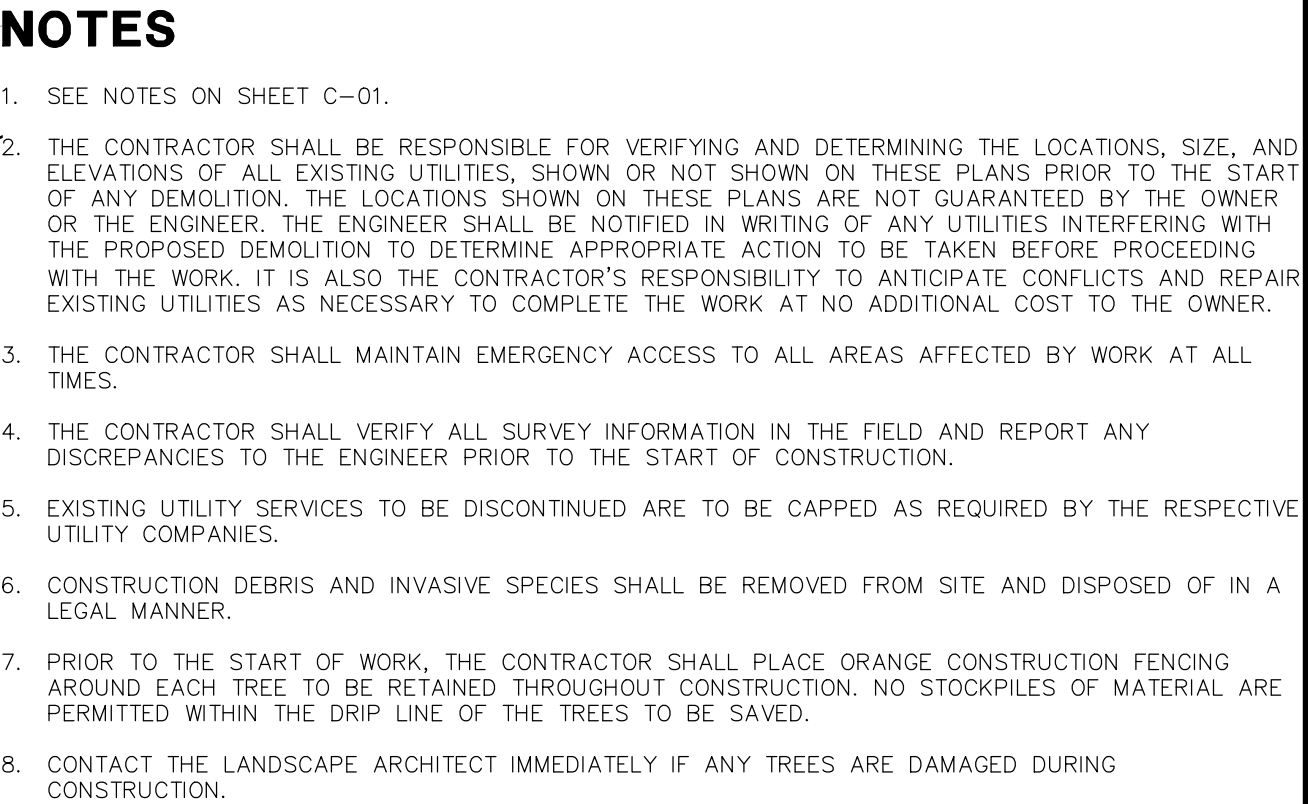 NOTES
1. SEE NOTES ON SHEET C-01.
2. THE CONTRACTOR SHALL BE RESPONSIBLE FOR VERIFYING AND DETERMINING THE LOCATIONS, SIZE, AND
ELEVATIONS OF ALL EXISTING UTILITIES, SHOWN OR NOT SHOWN ON THESE PLANS PRIOR TO THE START
OF ANY DEMOLITION. THE LOCATIONS SHOWN ON THESE PLANS ARE NOT GUARANTEED BY THE OWNER
OR THE ENGINEER. THE ENGINEER SHALL BE NOTIFIED IN WRITING OF ANY UTILITIES INTERFERING WITH
THE PROPOSED DEMOLITION TO DETERMINE APPROPRIATE ACTION TO BE TAKEN BEFORE PROCEEDING
WITH THE WORK. IT IS ALSO THE CONTRACTOR'S RESPONSIBILITY TO ANTICIPATE CONFLICTS AND REPAIR
EXISTING UTILITIES AS NECESSARY TO COMPLETE THE WORK AT NO ADDITIONAL COST TO THE OWNER.
3. THE CONTRACTOR SHALL MAINTAIN EMERGENCY ACCESS TO ALL AREAS AFFECTED BY WORK AT ALL
TIMES.
4. THE CONTRACTOR SHALL VERIFY ALL SURVEY INFORMATION IN THE FIELD AND REPORT ANY
DISCREPANCIES TO THE ENGINEER PRIOR TO THE START OF CONSTRUCTION.
5. EXISTING UTILITY SERVICES TO BE DISCONTINUED ARE TO BE CAPPED AS REQUIRED BY THE RESPECTIVE
UTILITY COMPANIES.
6. CONSTRUCTION DEBRIS AND INVASIVE SPECIES SHALL BE REMOVED FROM SITE AND DISPOSED OF IN A
LEGAL MANNER.
7. PRIOR TO THE START OF WORK, THE CONTRACTOR SHALL PLACE ORANGE CONSTRUCTION FENCING
AROUND EACH TREE TO BE RETAINED THROUGHOUT CONSTRUCTION. NO STOCKPILES OF MATERIAL ARE
PERMITTED WITHIN THE DRIP LINE OF THE TREES TO BE SAVED.
8. CONTACT THE LANDSCAPE ARCHITECT IMMEDIATELY IF ANY TREES ARE DAMAGED DURING
CONSTRUCTION.